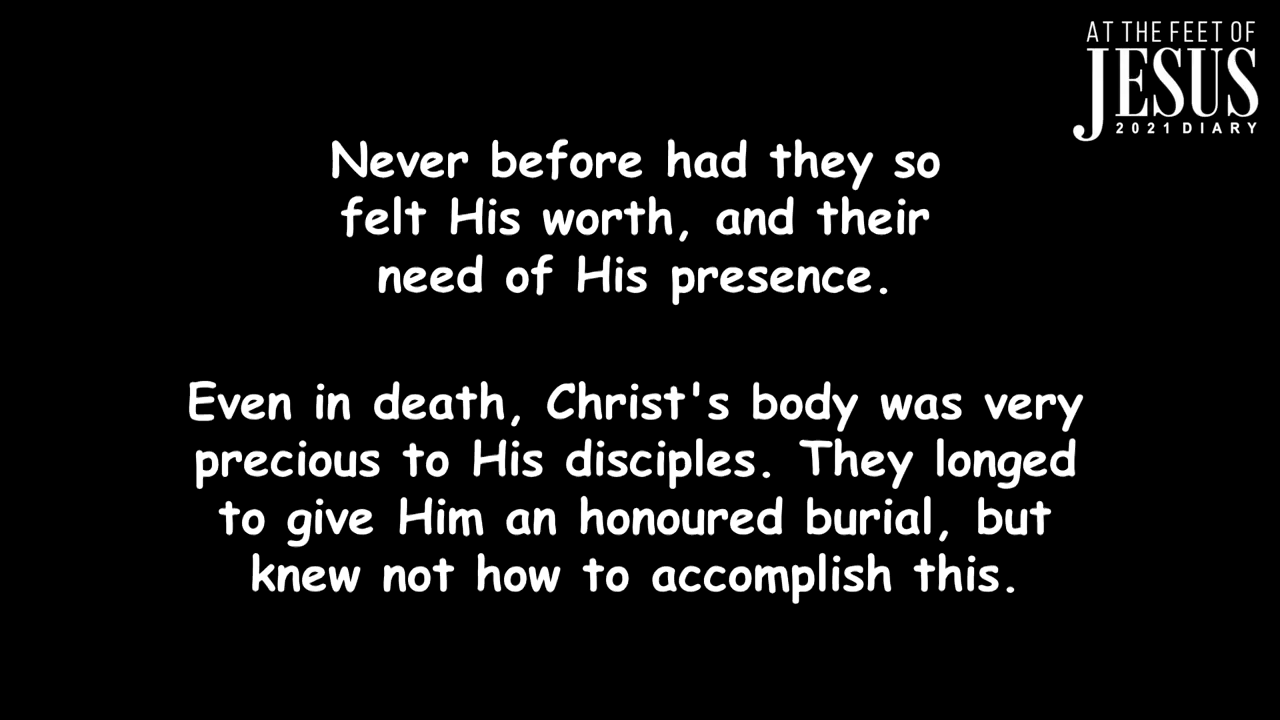 AT THE FEET OF
JESUS
2021 DIARY
Never before had they so
felt His worth, and their
need of His presence.
Even in death, Christ's body was very
precious to His disciples. They longed
to give Him an honoured burial, but
knew not how to accomplish this.